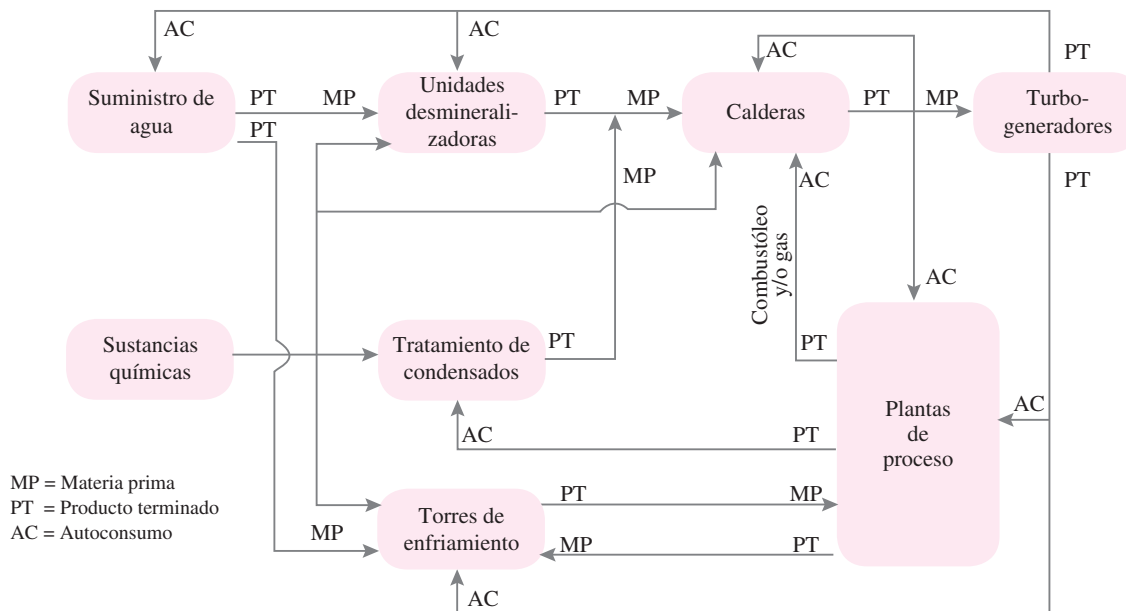 AC
AC
AC
PT
Suministro de
agua
PT
MP
Unidades
desminerali-
zadoras
PT
MP
Calderas
PT
MP
Turbo-
generadores
PT
MP
AC
PT
Combustóleo
y/o gas
AC
Sustancias
químicas
Tratamiento de
condensados
PT
PT
Plantas
de
proceso
AC
AC
PT
MP = Materia prima
PT = Producto terminado
AC = Autoconsumo
PT
MP
Torres de
enfriamiento
MP
MP
PT
AC